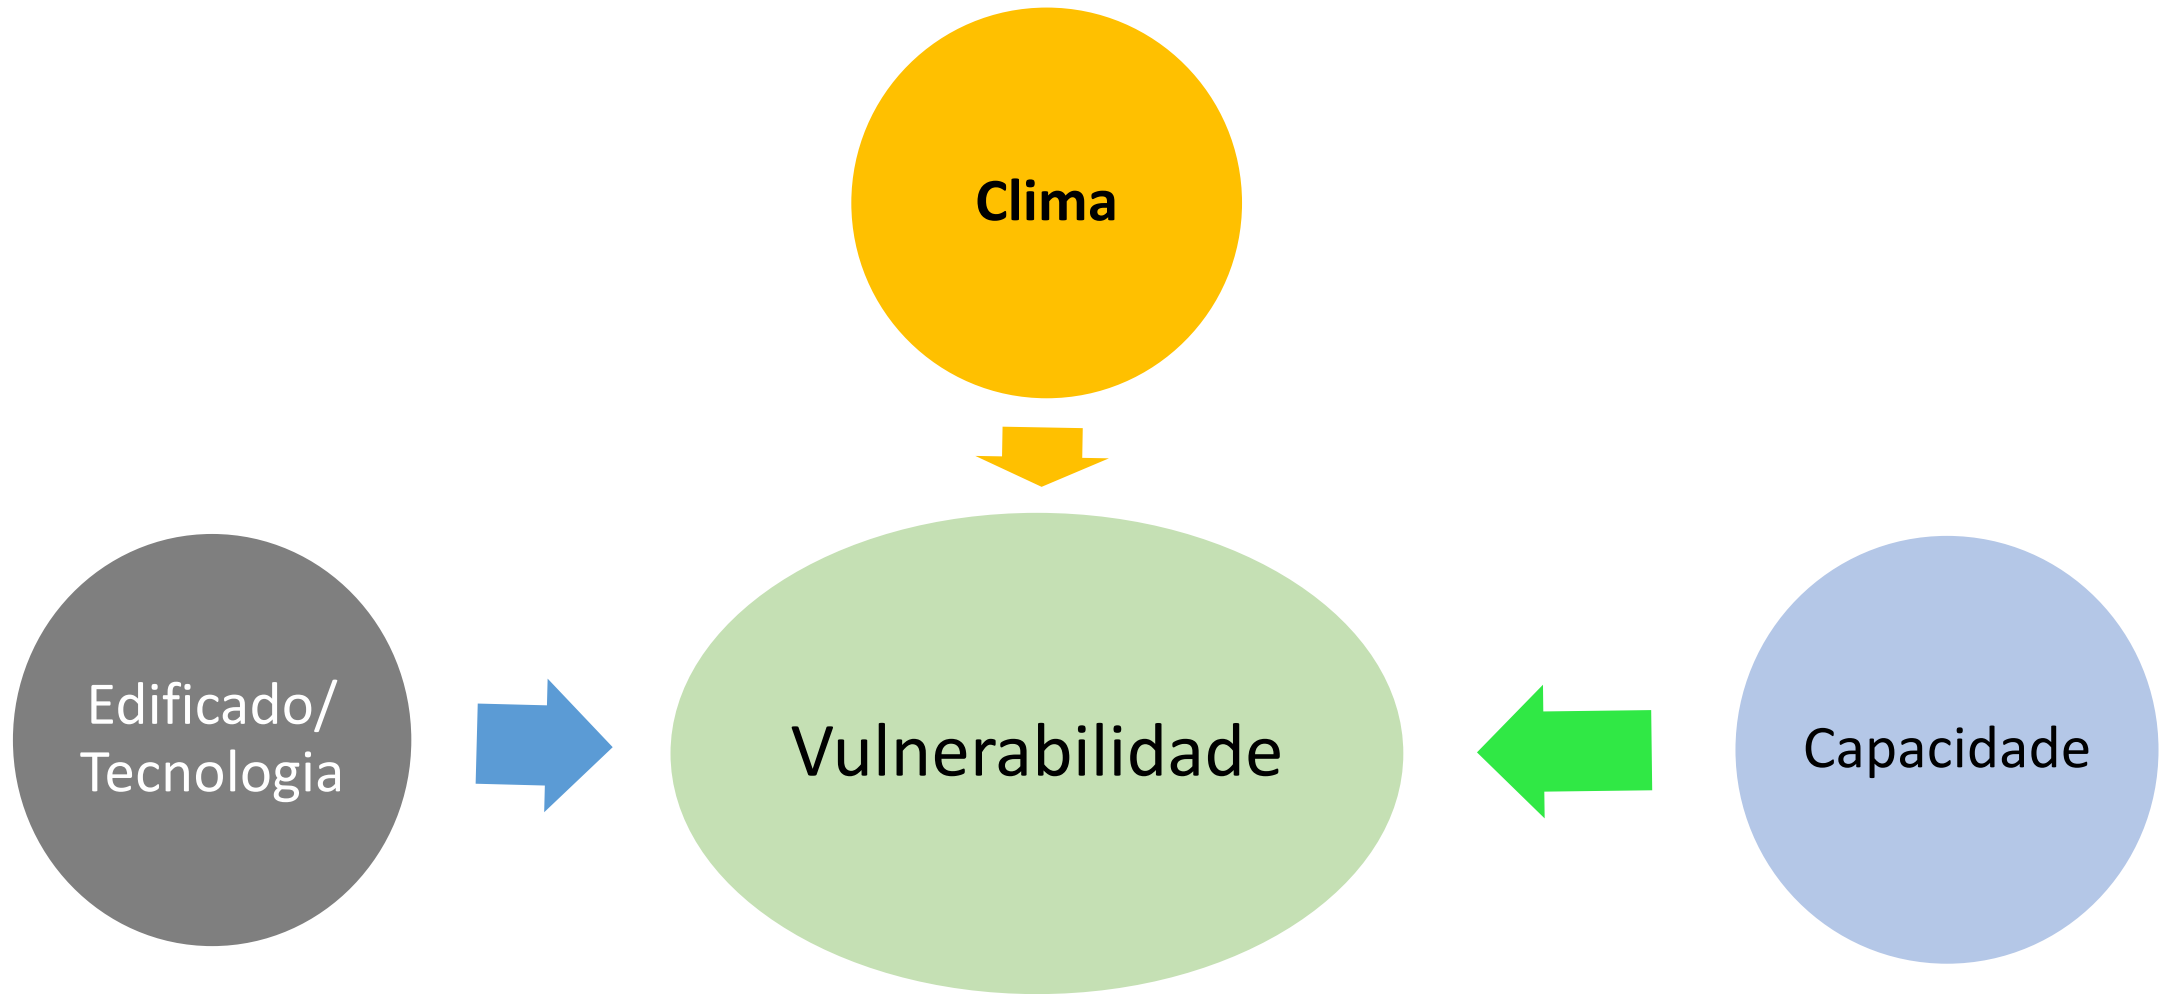 Clima
Edificado/
Tecnologia
Vulnerabilidade
Capacidade